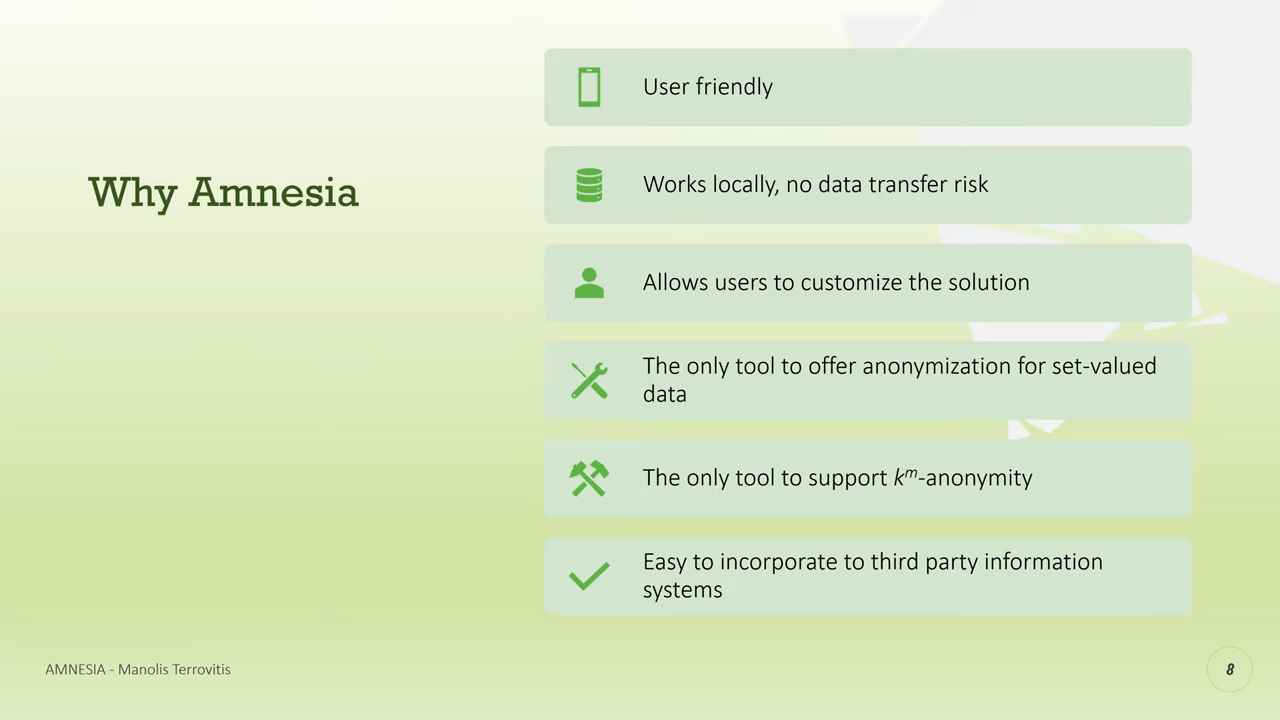 Why Amnesia
User friendly
Works locally, no data transfer risk
Allows users to customize the solution
The only tool to offer anonymization for set-valued
data
The only tool to support kᵐ-anonymity
Easy to incorporate to third party information
systems
AMNESIA - Manolis Terrovitis
8